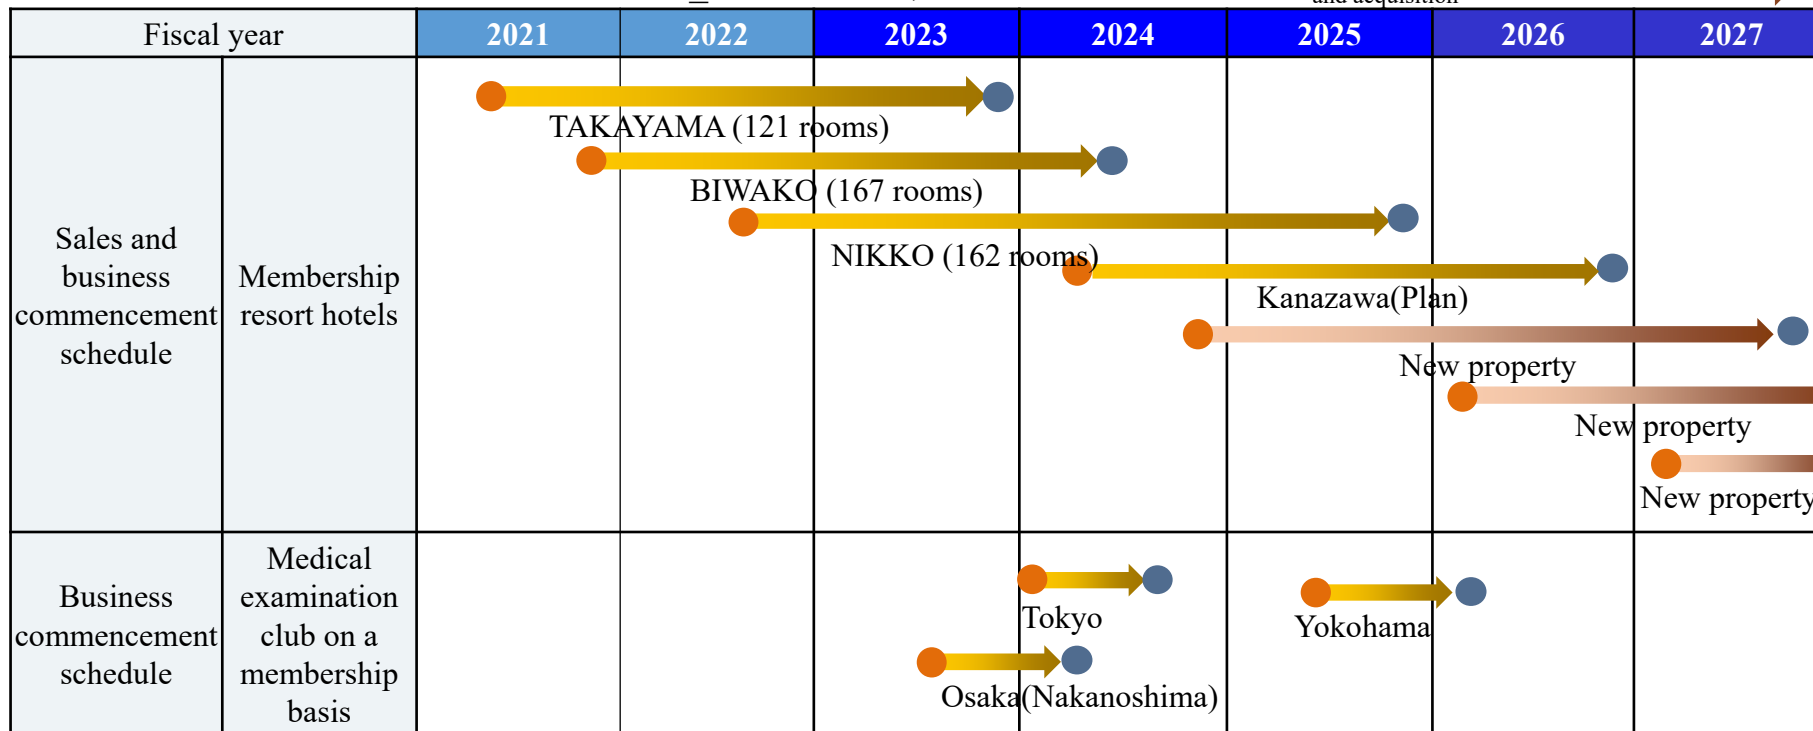 and acquisition
Fiscal year
2021
2022
2023
2024
2025
2026
2027
Sales and
business
commencement
schedule
Membership
resort hotels
TAKAYAMA (121 rooms)
BIWAKO (167 rooms)
NIKKO (162 rooms)
Kanazawa(Plan)
New property
New property
New property
Business
commencement
schedule
Medical
examination
club on a
membership
basis
Tokyo
Yokohama
Osaka(Nakanoshima)